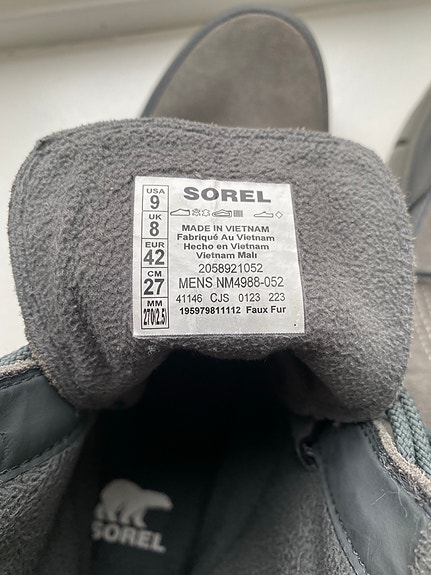 USA
9
UK
8
EUR
42
CM
27
MM
270(2.5)
SOREL
MADE IN VIETNAM
Fabriqué Au Vietnam
Hecho en Vietnam
Vietnam Malı
2058921052
MENS NM4988-052
41146 CJS 0123 223
195979811112 Faux Fur
SOREL